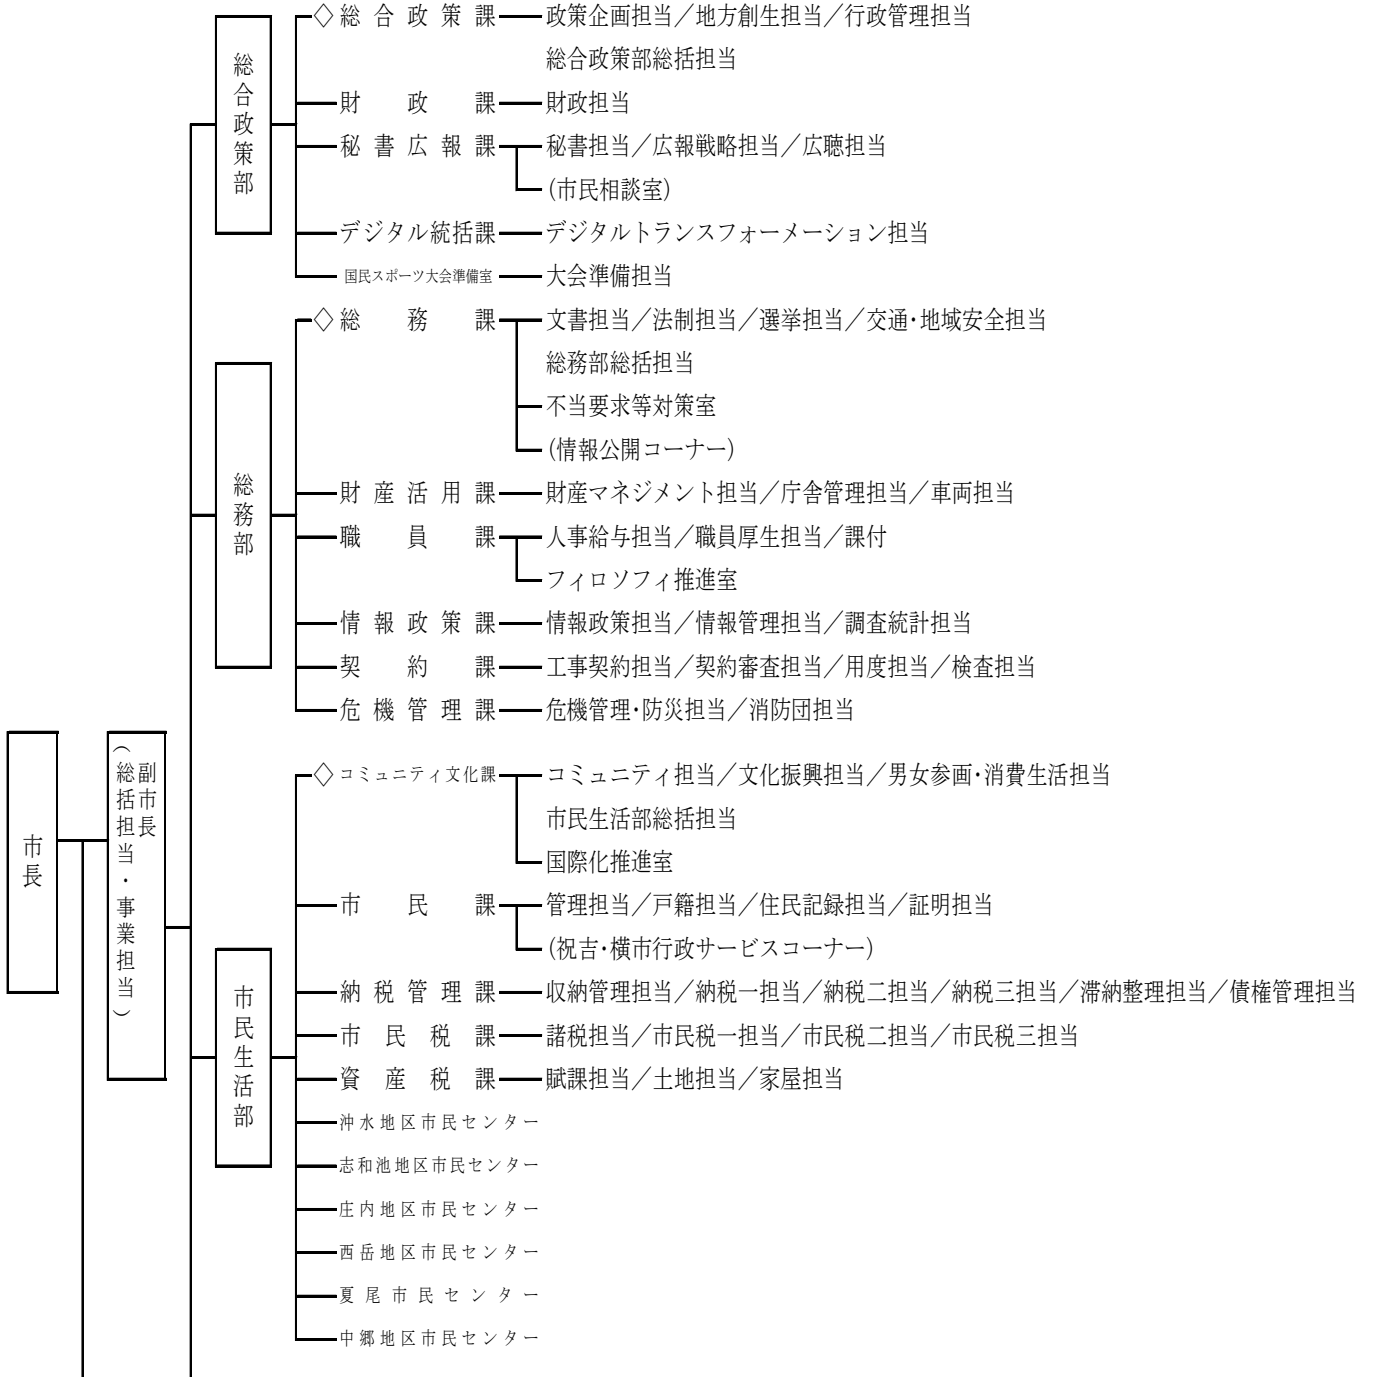 市長
副市長
（総括担当・事業担当）
総合政策部
◇総合政策課 政策企画担当／地方創生担当／行政管理担当
総合政策部総括担当
財政課 財政担当
秘書広報課 秘書担当／広報戦略担当／広聴担当
(市民相談室)
デジタル統括課 デジタルトランスフォーメーション担当
国民スポーツ大会準備室 大会準備担当
総務部
◇総務課 文書担当／法制担当／選挙担当／交通・地域安全担当
総務部総括担当
不当要求等対策室
(情報公開コーナー)
財産活用課 財産マネジメント担当／庁舎管理担当／車両担当
職員課 人事給与担当／職員厚生担当／課付
フィロソフィ推進室
情報政策課 情報政策担当／情報管理担当／調査統計担当
契約課 工事契約担当／契約審査担当／用度担当／検査担当
危機管理課 危機管理・防災担当／消防団担当
市民生活部
◇コミュニティ文化課 コミュニティ担当／文化振興担当／男女参画・消費生活担当
市民生活部総括担当
国際化推進室
市民課 管理担当／戸籍担当／住民記録担当／証明担当
(祝吉・横市行政サービスコーナー)
納税管理課 収納管理担当／納税一担当／納税二担当／納税三担当／滞納整理担当／債権管理担当
市民税課 諸税担当／市民税一担当／市民税二担当／市民税三担当
資産税課 賦課担当／土地担当／家屋担当
沖水地区市民センター
志和池地区市民センター
庄内地区市民センター
西岳地区市民センター
夏尾市民センター
中郷地区市民センター